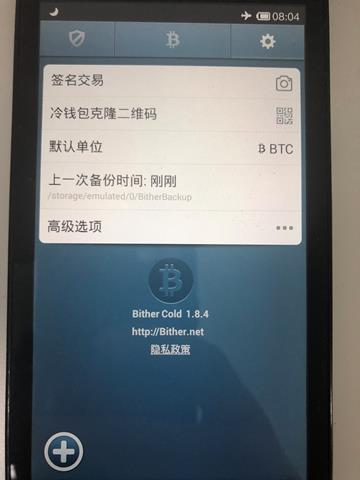 08:04
签名交易
冷钱包克隆二维码
默认单位
₿ BTC
上一次备份时间: 刚刚
/storage/emulated/0/BitherBackup
高级选项
Bither Cold 1.8.4
http://Bither.net
隐私政策